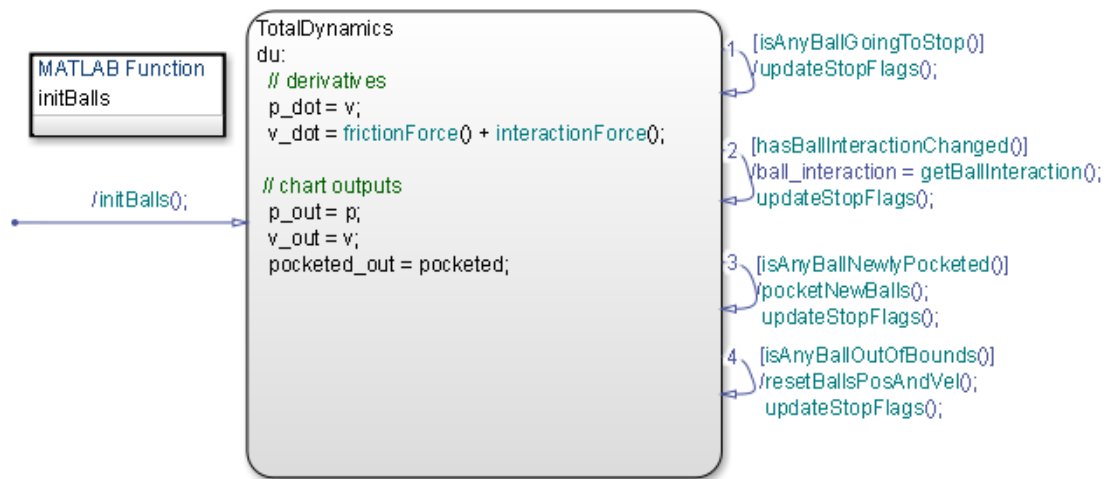 MATLAB Function
initBalls
/initBalls();
TotalDynamics
du:
// derivatives
p_dot = v;
v_dot = frictionForce() + interactionForce();
// chart outputs
p_out = p;
v_out = v;
pocketed_out = pocketed;
1
[isAnyBallGoingToStop()]
/updateStopFlags();
2
[hasBallInteractionChanged()]
/ball_interaction = getBallInteraction();
updateStopFlags();
3
[isAnyBallNewlyPocketed()]
/pocketNewBalls();
updateStopFlags();
4
[isAnyBallOutOfBounds()]
/resetBallsPosAndVel();
updateStopFlags();